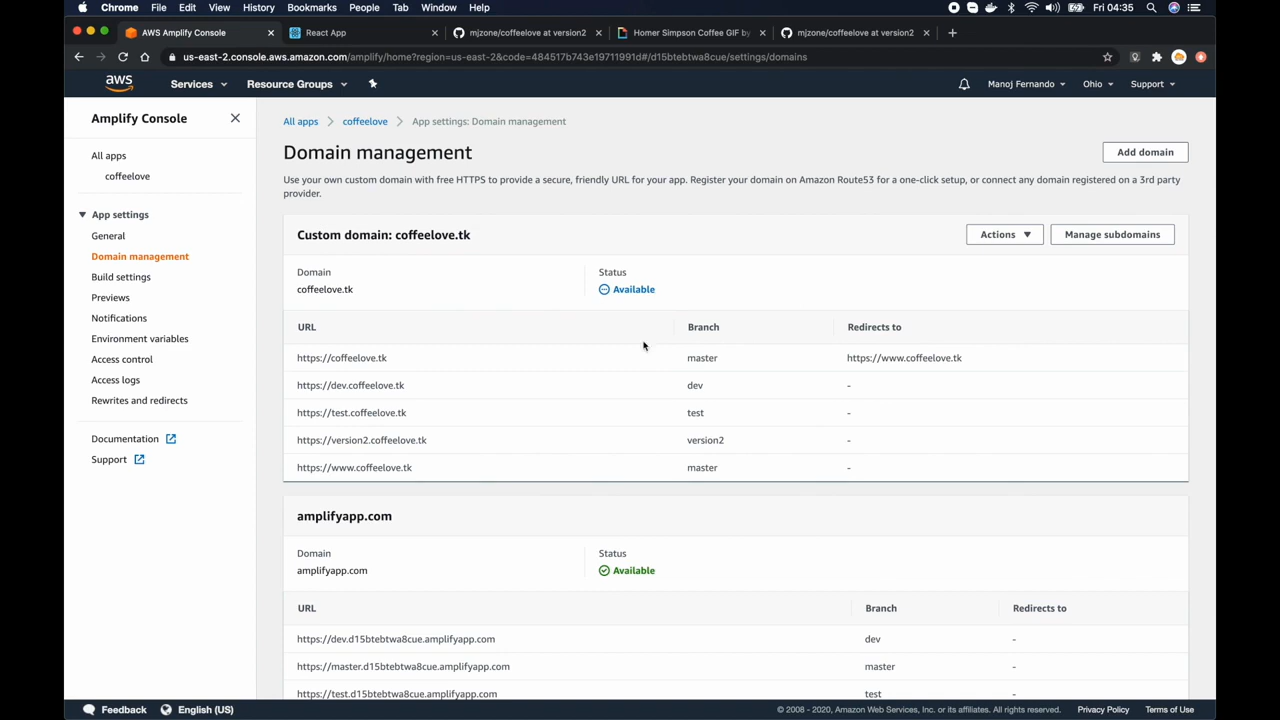 Chrome File Edit View History Bookmarks People Tab Window Help Fri 04:35
AWS Amplify Console React App mjzone/coffeelove at version2 Homer Simpson Coffee GIF by mjzone/coffeelove at version2
us-east-2.console.aws.amazon.com/amplify/home?region=us-east-2&code=484517b743e19711991d#/d15btebtwa8cue/settings/domains
aws Services Resource Groups Manoj Fernando Ohio Support
Amplify Console
All apps
coffeelove
App settings
General
Domain management
Build settings
Previews
Notifications
Environment variables
Access control
Access logs
Rewrites and redirects
Documentation
Support
All apps > coffeelove > App settings: Domain management
Domain management Add domain
Use your own custom domain with free HTTPS to provide a secure, friendly URL for your app. Register your domain on Amazon Route53 for a one-click setup, or connect any domain registered on a 3rd party
provider.
Custom domain: coffeelove.tk Actions Manage subdomains
Domain Status
coffeelove.tk Available
URL Branch Redirects to
https://coffeelove.tk master https://www.coffeelove.tk
https://dev.coffeelove.tk dev -
https://test.coffeelove.tk test -
https://version2.coffeelove.tk version2 -
https://www.coffeelove.tk master -
amplifyapp.com
Domain Status
amplifyapp.com Available
URL Branch Redirects to
https://dev.d15btebtwa8cue.amplifyapp.com dev -
https://master.d15btebtwa8cue.amplifyapp.com master -
https://test.d15btebtwa8cue.amplifyapp.com test -
Feedback English (US) © 2008 - 2020, Amazon Web Services, Inc. or its affiliates. All rights reserved. Privacy Policy Terms of Use